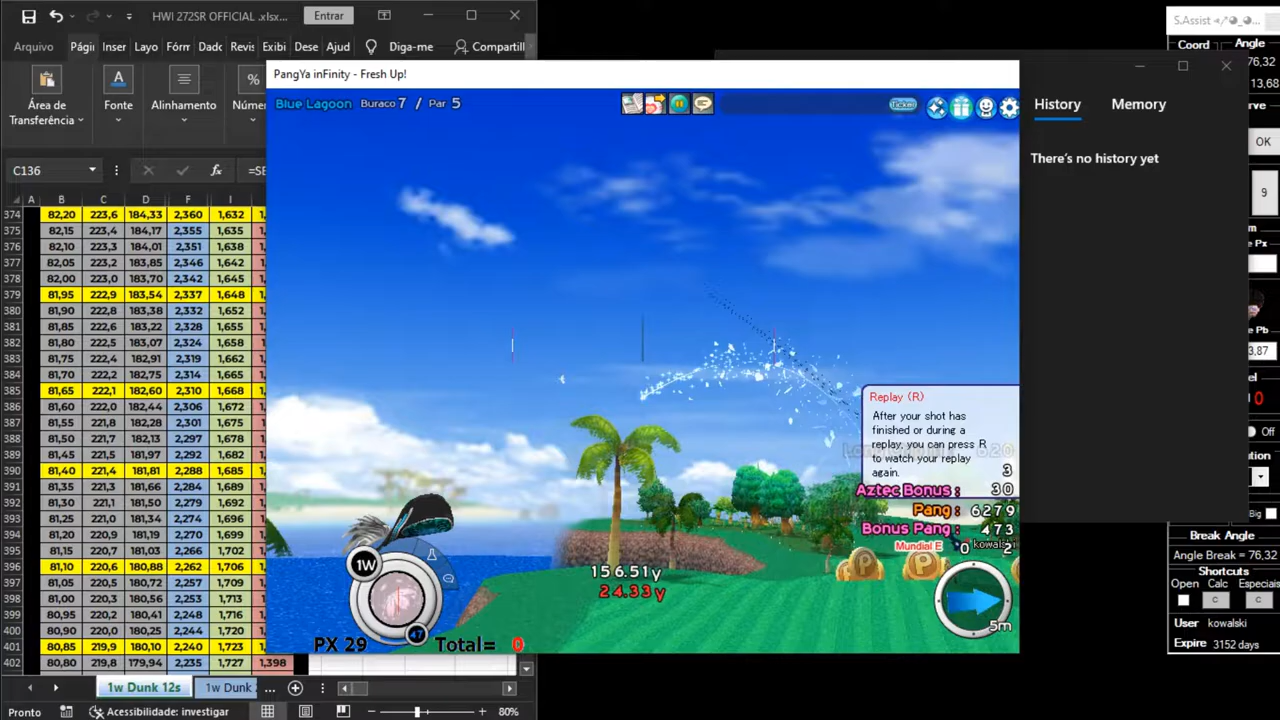 HWI 272SR OFFICIAL .xlsx...
Entrar
Arquivo Pági Inser Layo Fórm Dado Revis Exibi Dese Ajud Diga-me Compartill
Área de Transferência
Fonte
Alinhamento
Númer
C136
fx
=SE
A B C D F I
374 82,20 223,6 184,33 2,360 1,632
375 82,15 223,4 184,17 2,355 1,635
376 82,10 223,3 184,01 2,351 1,638
377 82,05 223,2 183,85 2,346 1,642
378 82,00 223,0 183,70 2,342 1,645
379 81,95 222,9 183,54 2,337 1,648
380 81,90 222,8 183,38 2,332 1,652
381 81,85 222,6 183,22 2,328 1,655
382 81,80 222,5 183,07 2,324 1,658
383 81,75 222,4 182,91 2,319 1,662
384 81,70 222,2 182,75 2,314 1,665
385 81,65 222,1 182,60 2,310 1,668
386 81,60 222,0 182,44 2,306 1,672
387 81,55 221,8 182,28 2,301 1,675
388 81,50 221,7 182,13 2,297 1,678
389 81,45 221,5 181,97 2,292 1,682
390 81,40 221,4 181,81 2,288 1,685
391 81,35 221,3 181,66 2,284 1,689
392 81,30 221,1 181,50 2,279 1,692
393 81,25 221,0 181,34 2,274 1,696
394 81,20 220,9 181,19 2,270 1,699
395 81,15 220,7 181,03 2,266 1,702
396 81,10 220,6 180,88 2,262 1,706
397 81,05 220,5 180,72 2,257 1,709
398 81,00 220,3 180,56 2,253 1,713
399 80,95 220,2 180,41 2,248 1,716
400 80,90 220,0 180,25 2,244 1,720
401 80,85 219,9 180,10 2,240 1,723
402 80,80 219,8 179,94 2,235 1,727 1,398
1w Dunk 12s
1w Dunk
...
Pronto
Acessibilidade: investigar
80%
PangYa inFinity - Fresh Up!
Blue Lagoon Buraco 7 / Par 5
Ticket
Replay (R)
After your shot has
finished or during a
replay, you can press R
to watch your replay
again.
3
Aztec Bonus : 30
Pang : 6279
Bonus Pang : 473
Mundial E
0
kowalski
2
156.51y
24.33y
1W
47
PX 29
Total= 0
5m
History
Memory
There's no history yet
S.Assist
Coord
Angle
76,32
13,68
OK
9
Px
Pb
3,87
0
Off
Big
Break Angle
Angle Break = 76,32
Shortcuts
Open Calc Especiais
C C
User kowalski
Expire 3152 days